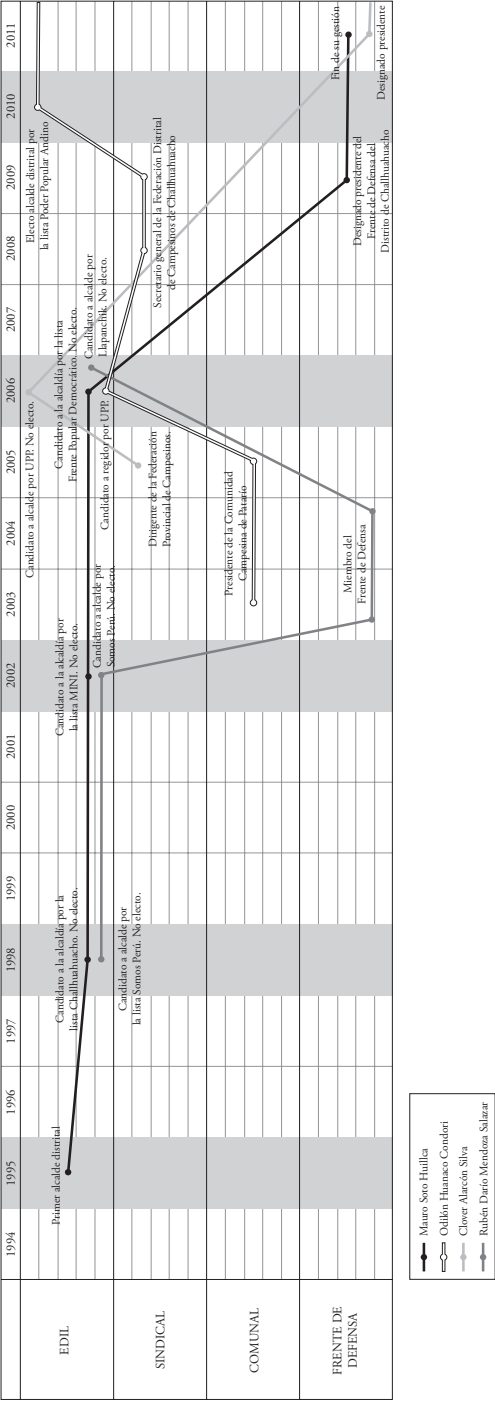 1994 1995 1996 1997 1998 1999 2000 2001 2002 2003 2004 2005 2006 2007 2008 2009 2010 2011
EDIL
Primer alcalde distrital
Candidato a la alcaldía por la
lista Challhuahuacho. No electo.
Candidato a la alcaldía por
la lista MINI. No electo.
Candidato a alcalde por
Somos Perú. No electo.
Candidato a alcalde por UPP. No electo.
Candidato a la alcaldía por la lista
Frente Popular Democrático. No electo.
Candidato a alcalde por
Llapanchik. No electo.
Candidato a regidor por UPP.
Electo alcalde distrital por
la lista Poder Popular Andino
SINDICAL
Candidato a alcalde por
la lista Somos Perú. No electo.
Dirigente de la Federación
Provincial de Campesinos.
Secretario general de la Federación Distrital
de Campesinos de Challhuahuacho
COMUNAL
Presidente de la Comunidad
Campesina de Patario
FRENTE DE
DEFENSA
Miembro del
Frente de Defensa
Designado presidente del
Frente de Defensa del
Distrito de Challhuahuacho
Fin de su gestión
Designado presidente
Mauro Soto Huillca
Odilón Huanaco Condori
Clover Alarcón Silva
Rubén Darío Mendoza Salazar